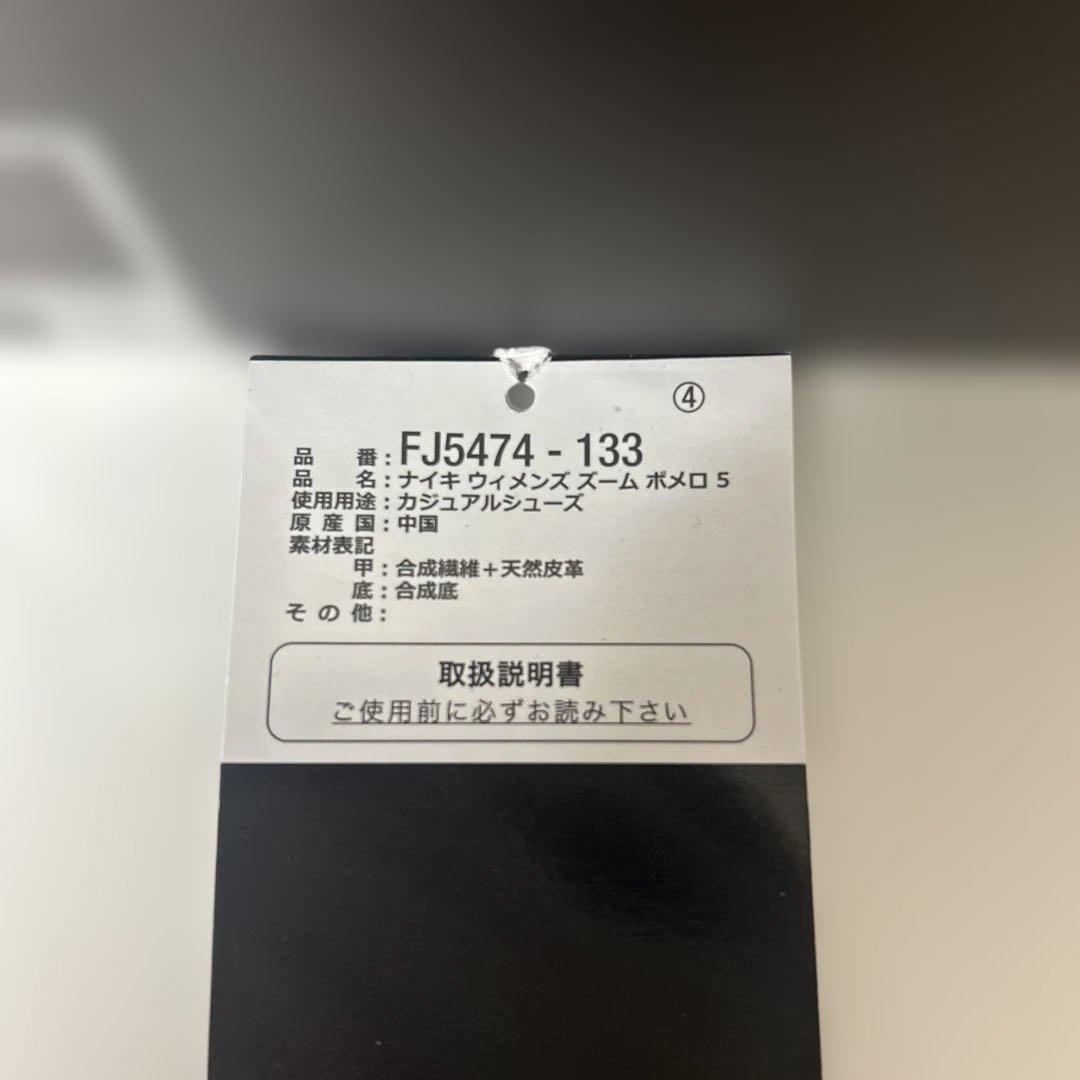 ④
品　番：FJ5474 - 133
品　名：ナイキ ウィメンズ ズーム ボメロ 5
使用用途：カジュアルシューズ
原産国：中国
素材表記
甲：合成繊維＋天然皮革
底：合成底
その他：
取扱説明書
ご使用前に必ずお読み下さい